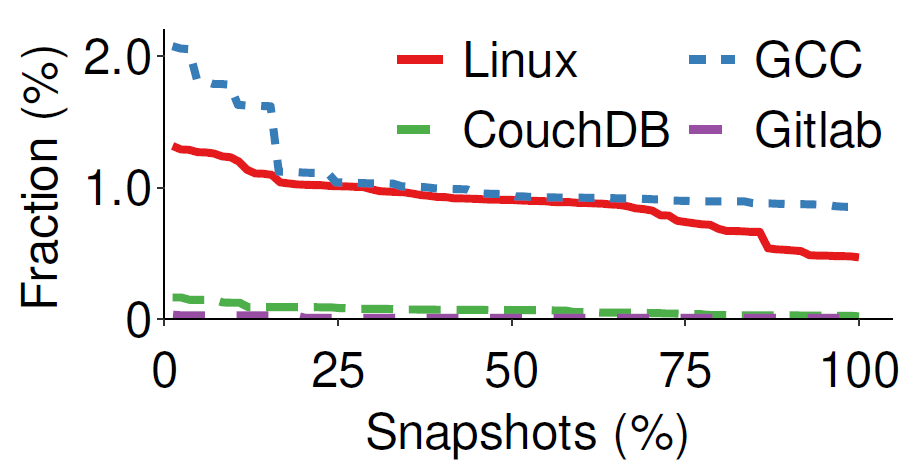 Fraction (%)
2.0
1.0
0
Linux
GCC
CouchDB
Gitlab
0 25 50 75 100
Snapshots (%)